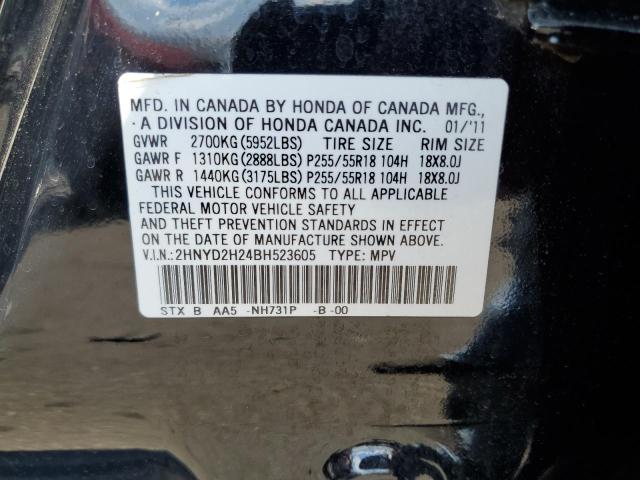 MFD. IN CANADA BY HONDA OF CANADA MFG.,
A DIVISION OF HONDA CANADA INC. 01/'11
GVWR 2700KG(5952LBS) TIRE SIZE RIM SIZE
GAWR F 1310KG(2888LBS) P255/55R18 104H 18X8.0J
GAWR R 1440KG(3175LBS) P255/55R18 104H 18X8.0J
THIS VEHICLE CONFORMS TO ALL APPLICABLE
FEDERAL MOTOR VEHICLE SAFETY
AND THEFT PREVENTION STANDARDS IN EFFECT
ON THE DATE OF MANUFACTURE SHOWN ABOVE.
V.I.N.:2HNYD2H24BH523605 TYPE: MPV
STX B AA5 -NH731P -B -00